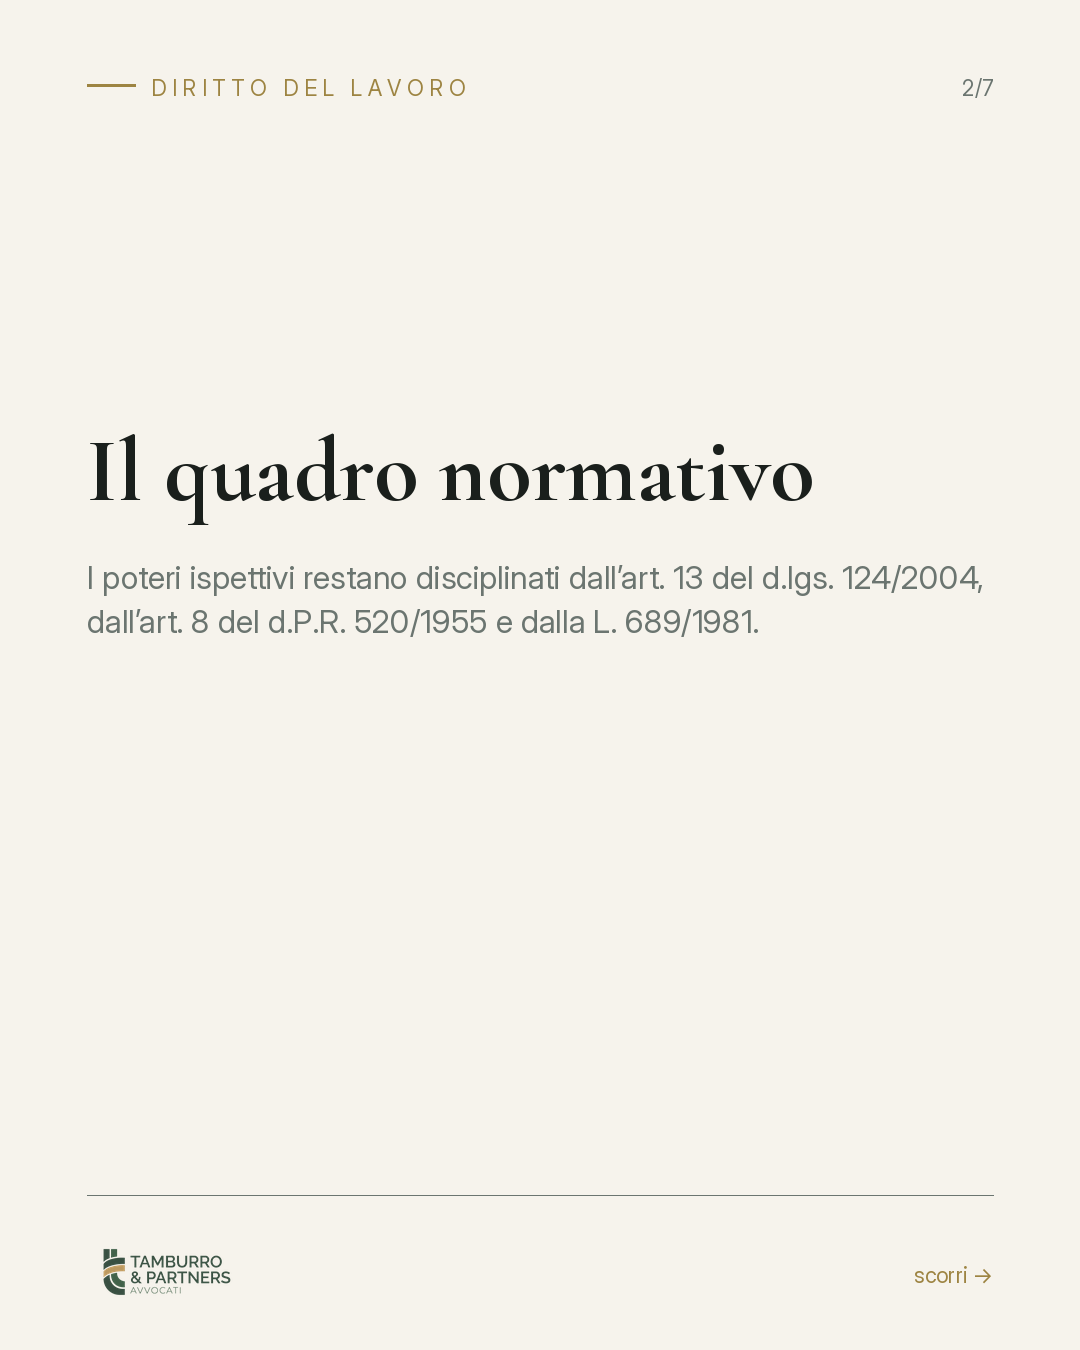 DIRITTO DEL LAVORO
2/7
Il quadro normativo
I poteri ispettivi restano disciplinati dall’art. 13 del d.lgs. 124/2004,
dall’art. 8 del d.P.R. 520/1955 e dalla L. 689/1981.
TAMBURRO
& PARTNERS
AVVOCATI
scorri →